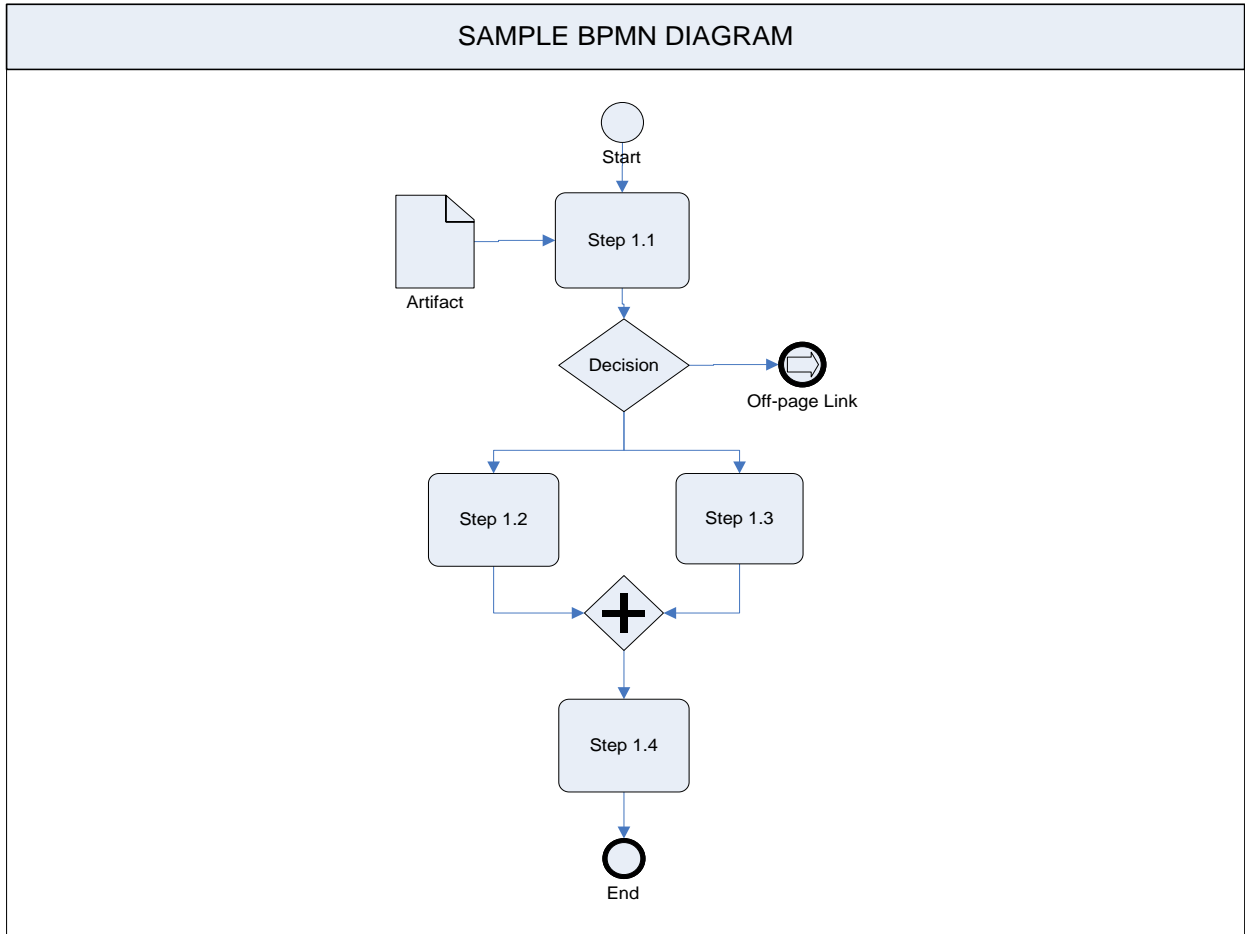 SAMPLE BPMN DIAGRAM
Start
Step 1.1
Artifact
Decision
Off-page Link
Step 1.2
Step 1.3
Step 1.4
End